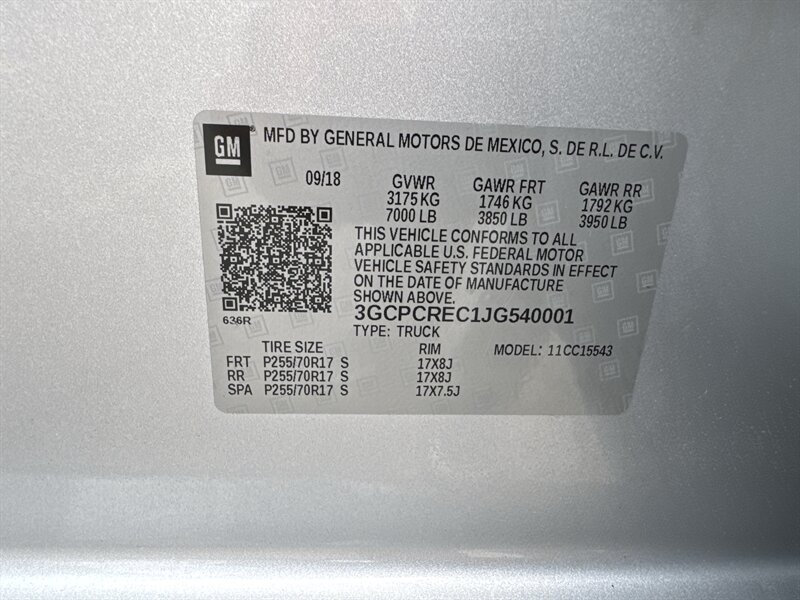 GM
® MFD BY GENERAL MOTORS DE MEXICO, S. DE R.L. DE C.V.
09/18
GVWR GAWR FRT GAWR RR
3175 KG 1746 KG 1792 KG
7000 LB 3850 LB 3950 LB
THIS VEHICLE CONFORMS TO ALL
APPLICABLE U.S. FEDERAL MOTOR
VEHICLE SAFETY STANDARDS IN EFFECT
ON THE DATE OF MANUFACTURE
SHOWN ABOVE.
636R
3GCPCREC1JG540001
TYPE: TRUCK
TIRE SIZE RIM MODEL: 11CC15543
FRT P255/70R17 S 17X8J
RR P255/70R17 S 17X8J
SPA P255/70R17 S 17X7.5J